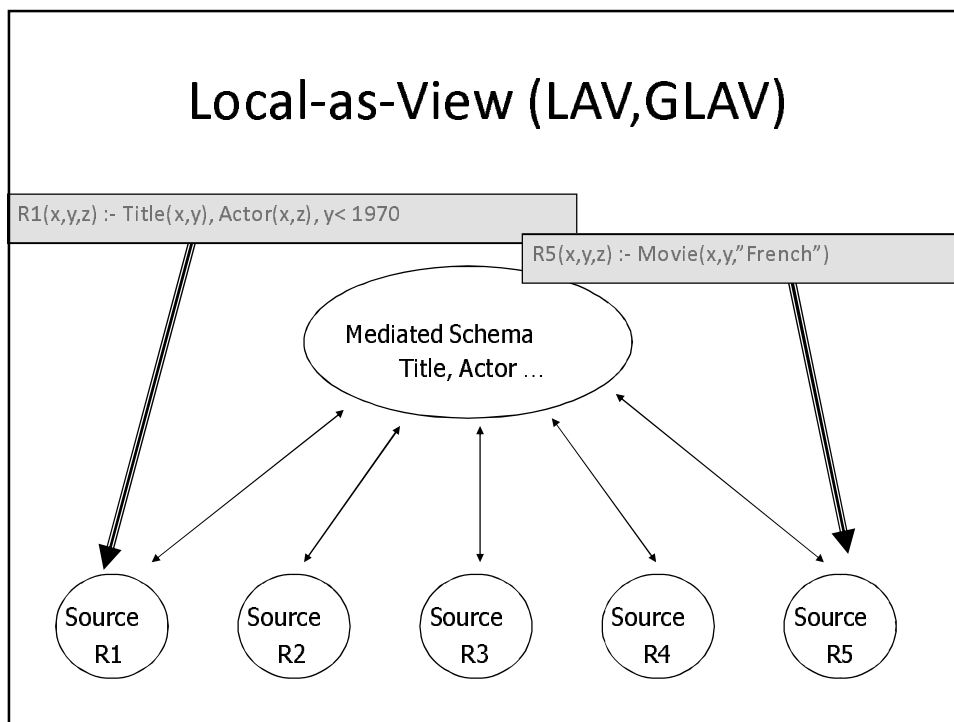 Local-as-View (LAV,GLAV)
R1(x,y,z) :- Title(x,y), Actor(x,z), y< 1970
R5(x,y,z) :- Movie(x,y,”French”)
Mediated Schema
Title, Actor …
Source
R1
Source
R2
Source
R3
Source
R4
Source
R5